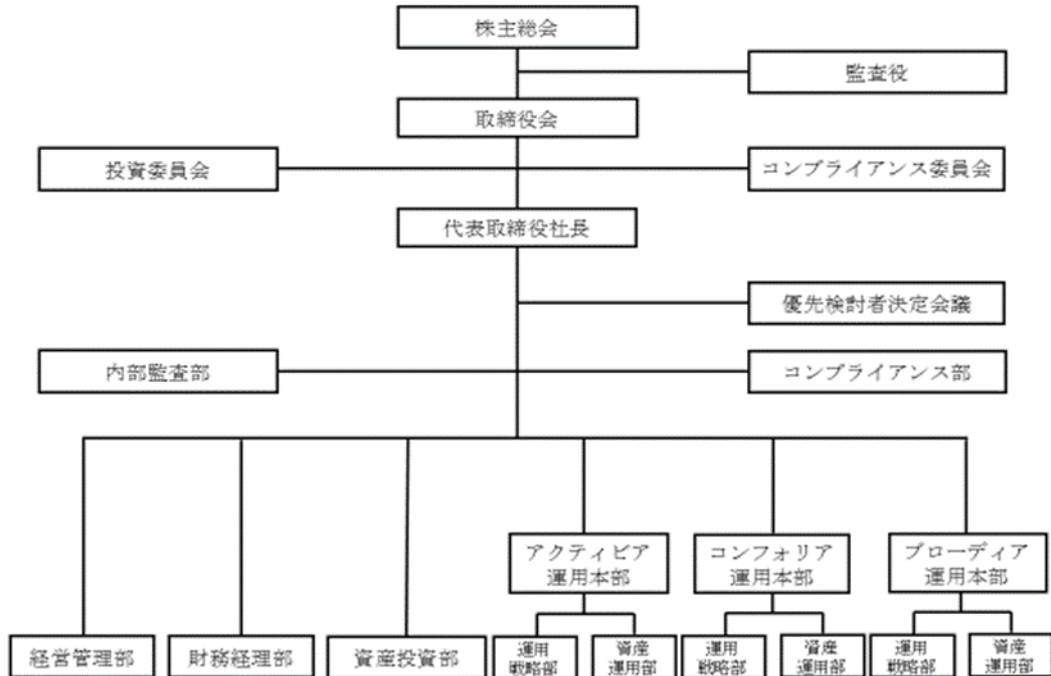 株主総会
監査役
取締役会
投資委員会
コンプライアンス委員会
代表取締役社長
優先検討者決定会議
内部監査部
コンプライアンス部
アクティビア
運用本部
コンフォリア
運用本部
ブローディア
運用本部
経営管理部
財務経理部
資産投資部
運用
戦略部
資産
運用部
運用
戦略部
資産
運用部
運用
戦略部
資産
運用部